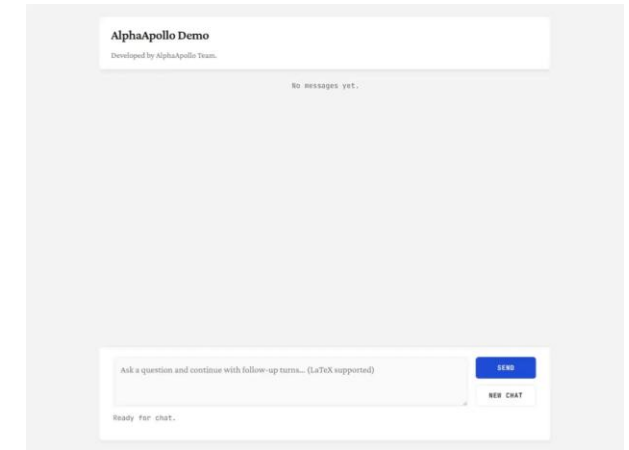 AlphaApollo Demo
Developed by AlphaApollo Team.
No messages yet.
Ask a question and continue with follow-up turns... (LaTeX supported)
SEND
NEW CHAT
Ready for chat.